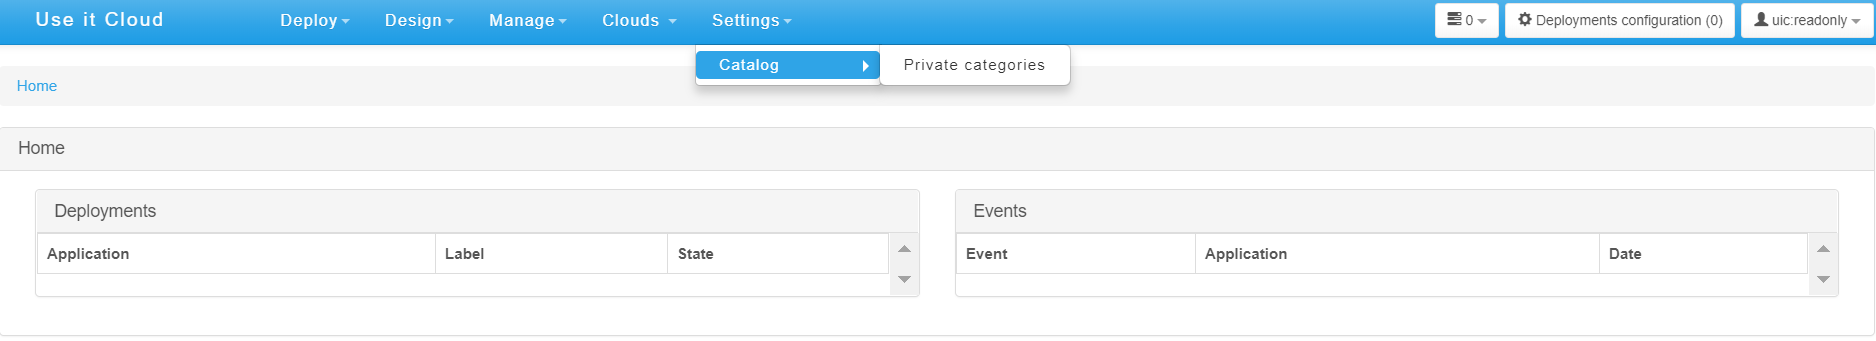 Use it Cloud Deploy Design Manage Clouds Settings 0 Deployments configuration (0) uic:readonly
Catalog Private categories
Home
Home
Deployments Events
Application Label State Event Application Date